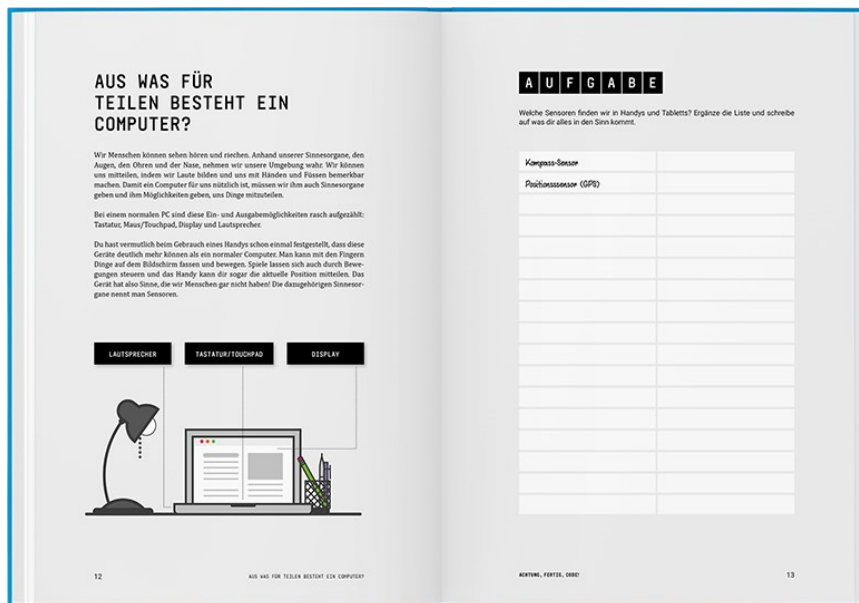 AUS WAS FÜR
TEILEN BESTEHT EIN
COMPUTER?
Wir Menschen können sehen hören und riechen. Anhand unserer Sinnesorgane, den
Augen, den Ohren und der Nase, nehmen wir unsere Umgebung wahr. Wir können
uns mitteilen, indem wir Laute bilden und uns mit Händen und Füssen bemerkbar
machen. Damit ein Computer für uns nützlich ist, müssen wir ihm auch Sinnesorgane
geben und ihm Möglichkeiten geben, uns Dinge mitzuteilen.
Bei einem normalen PC sind diese Ein- und Ausgabemöglichkeiten rasch aufgezählt:
Tastatur, Maus/Touchpad, Display und Lautsprecher.
Du hast vermutlich beim Gebrauch eines Handys schon einmal festgestellt, dass diese
Geräte deutlich mehr können als ein normaler Computer. Man kann mit den Fingern
Dinge auf dem Bildschirm fassen und bewegen. Spiele lassen sich auch durch Bewe-
gungen steuern und das Handy kann dir sogar die aktuelle Position mitteilen. Das
Gerät hat also Sinne, die wir Menschen gar nicht haben! Die dazugehörigen Sinnesor-
gane nennt man Sensoren.
LAUTSPRECHER
TASTATUR/TOUCHPAD
DISPLAY
12
AUS WAS FÜR TEILEN BESTEHT EIN COMPUTER?
AUFGABE
Welche Sensoren finden wir in Handys und Tabletts? Ergänze die Liste und schreibe
auf was dir alles in den Sinn kommt.
Kompass-Sensor
Positionsssensor (GPS)
ACHTUNG, FERTIG, CODE!
13